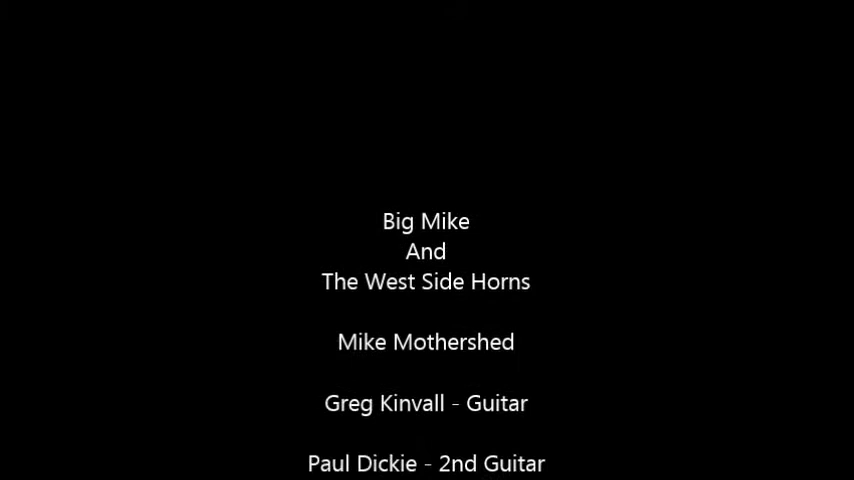 Big Mike
And
The West Side Horns
Mike Mothershed
Greg Kinvall - Guitar
Paul Dickie - 2nd Guitar